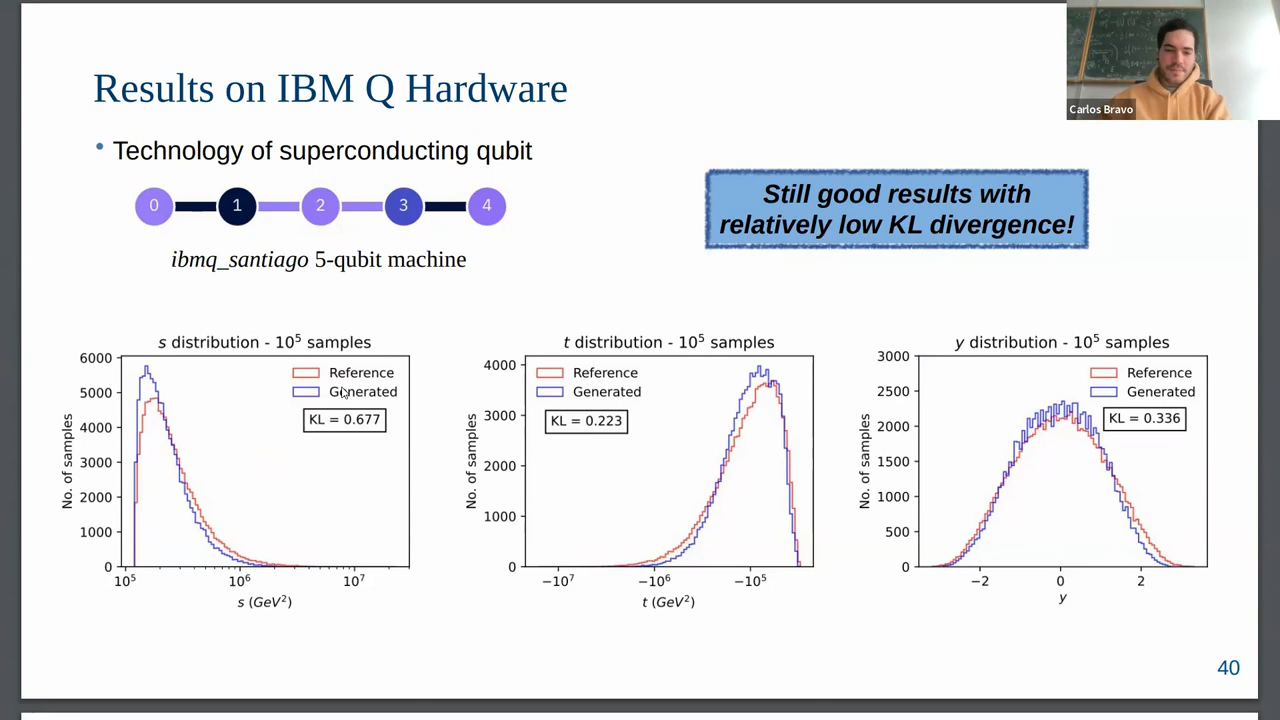 Carlos Bravo
Results on IBM Q Hardware
• Technology of superconducting qubit
0 1 2 3 4
ibmq_santiago 5-qubit machine
Still good results with
relatively low KL divergence!
s distribution - 10⁵ samples
No. of samples
6000
5000
4000
3000
2000
1000
0
Reference
Generated
KL = 0.677
10⁵ 10⁶ 10⁷
s (GeV²)
t distribution - 10⁵ samples
No. of samples
4000
3000
2000
1000
0
Reference
Generated
KL = 0.223
−10⁷ −10⁶ −10⁵
t (GeV²)
y distribution - 10⁵ samples
No. of samples
3000
2500
2000
1500
1000
500
0
Reference
Generated
KL = 0.336
−2 0 2
y
40